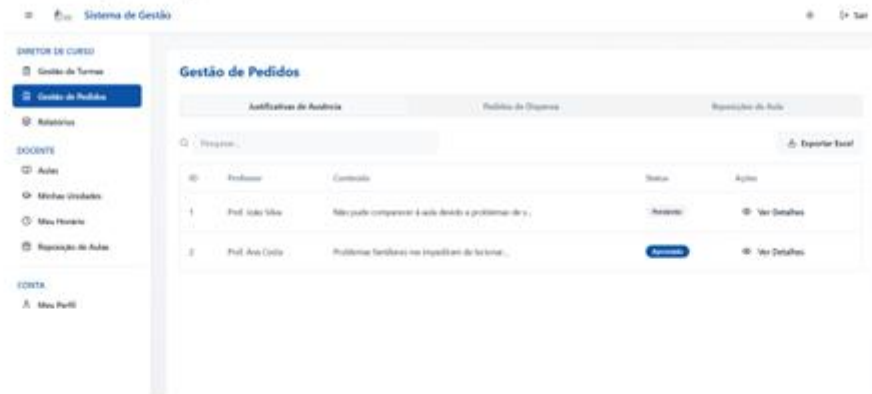 Sistema de Gestão
Sair
DIRETOR DE CURSO
Gestão de Turmas
Gestão de Pedidos
Relatórios
DOCENTE
Aulas
Minhas Unidades
Meu Horário
Reposição de Aulas
CONTA
Meu Perfil
Gestão de Pedidos
Justificativas de Ausência
Pedidos de Dispensa
Reposições de Aula
Pesquisar...
Exportar Excel
ID Professor Conteúdo Status Ações
1 Prof. João Silva Não pude comparecer à aula devido a problemas de s... Pendente Ver Detalhes
2 Prof. Ana Costa Problemas familiares me impediram de lecionar... Aprovado Ver Detalhes